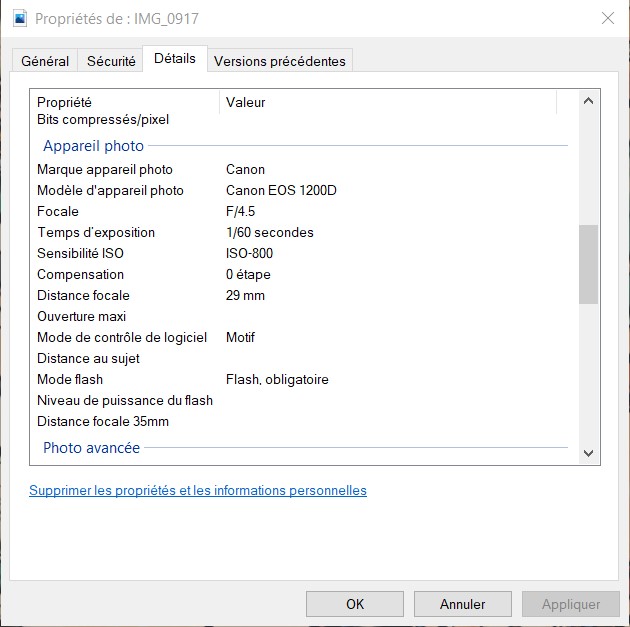 Propriétés de : IMG_0917
Général Sécurité Détails Versions précédentes
Propriété Valeur
Bits compressés/pixel
Appareil photo
Marque appareil photo Canon
Modèle d'appareil photo Canon EOS 1200D
Focale F/4.5
Temps d'exposition 1/60 secondes
Sensibilité ISO ISO-800
Compensation 0 étape
Distance focale 29 mm
Ouverture maxi
Mode de contrôle de logiciel Motif
Distance au sujet
Mode flash Flash, obligatoire
Niveau de puissance du flash
Distance focale 35mm
Photo avancée
Supprimer les propriétés et les informations personnelles
OK Annuler Appliquer